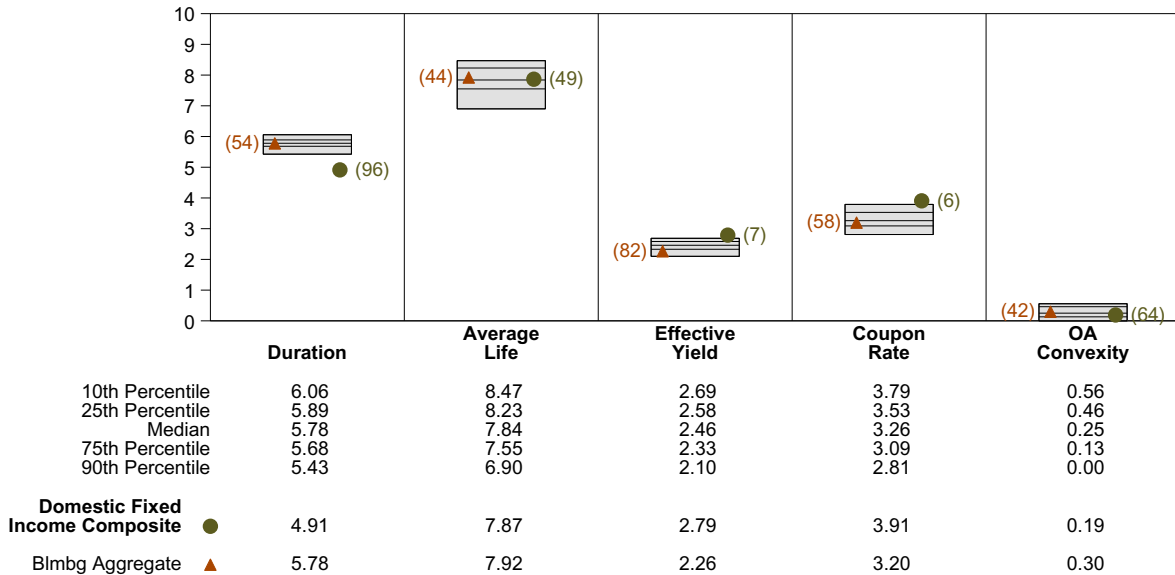 10
9
8
7
6
5
4
3
2
1
0
(54)
(96)
(44)
(49)
(82)
(7)
(58)
(6)
(42)
(64)
Duration
Average
Life
Effective
Yield
Coupon
Rate
OA
Convexity
10th Percentile 6.06 8.47 2.69 3.79 0.56
25th Percentile 5.89 8.23 2.58 3.53 0.46
Median 5.78 7.84 2.46 3.26 0.25
75th Percentile 5.68 7.55 2.33 3.09 0.13
90th Percentile 5.43 6.90 2.10 2.81 0.00
Domestic Fixed
Income Composite 4.91 7.87 2.79 3.91 0.19
Blmbg Aggregate 5.78 7.92 2.26 3.20 0.30